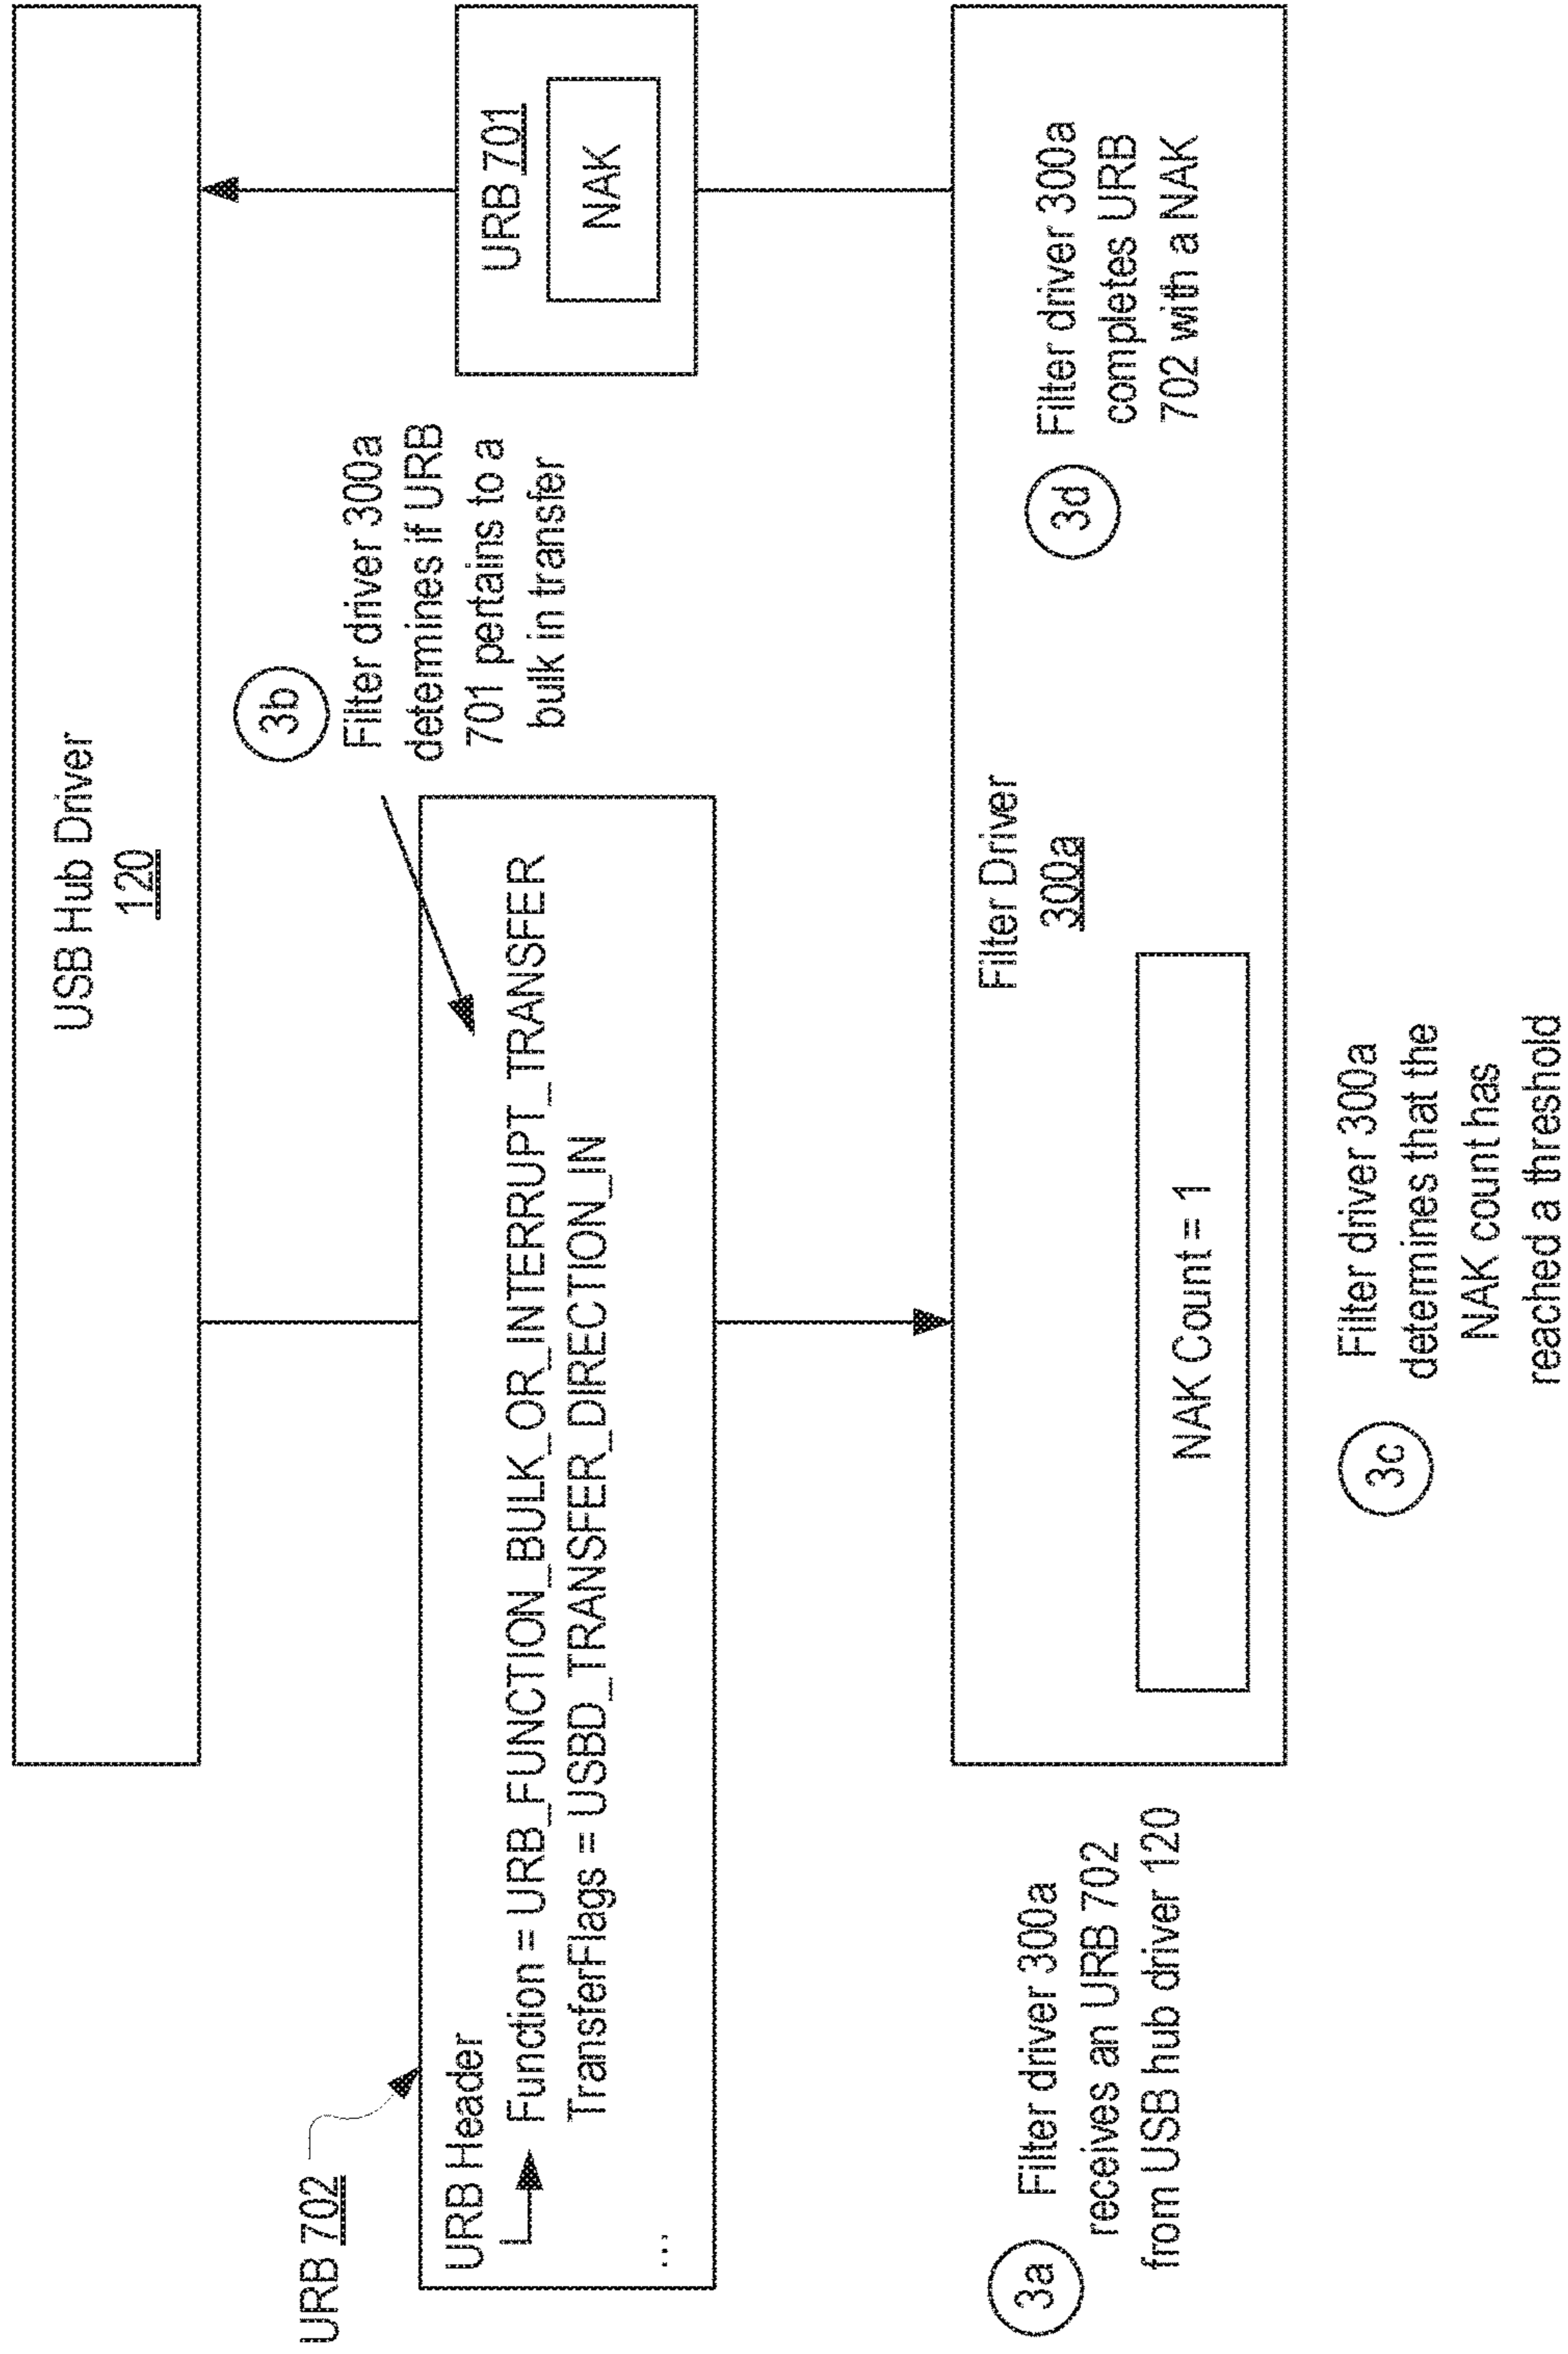 USB Hub Driver
120
URB 702
URB Header
Function = URB_FUNCTION_BULK_OR_INTERRUPT_TRANSFER
TransferFlags = USBD_TRANSFER_DIRECTION_IN
...
3b
Filter driver 300a
determines if URB
701 pertains to a
bulk in transfer
URB 701
NAK
3a
Filter driver 300a
receives an URB 702
from USB hub driver 120
Filter Driver
300a
NAK Count = 1
3d
Filter driver 300a
completes URB
702 with a NAK
3c
Filter driver 300a
determines that the
NAK count has
reached a threshold